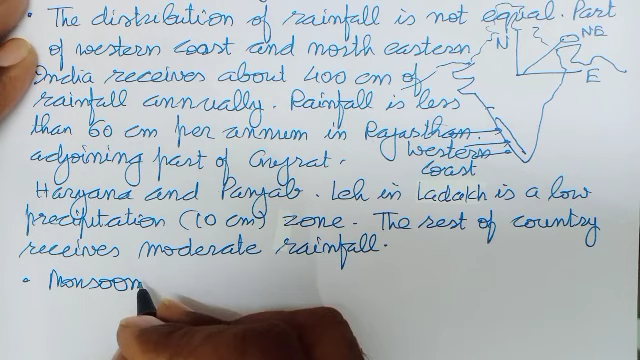 • The distribution of rainfall is not equal. Part
of western coast and north eastern
India receives about 400 cm of
rainfall annually. Rainfall is less
than 60 cm per annum in Rajasthan.
adjoining part of Gujrat.
Haryana and Panjab. Leh in Ladakh is a low
precipitation (10 cm) zone. The rest of country
receives moderate rainfall.
• Monsoon
N
?
NE
E
Western
Coast